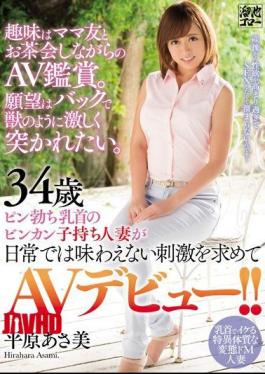 趣味はママ友と
お茶会しながらの
AV鑑賞。
願望はバックで
獣のように激しく
突かれたい。
34歳
ビン勃ち乳首の
ビンカン子持ち人妻が
日常では味わえない刺激を求めて
AVデビュー!!
平原あさ美
Hirahara Asami.
乳首でイケる
特異体質な
変態ドM
人妻